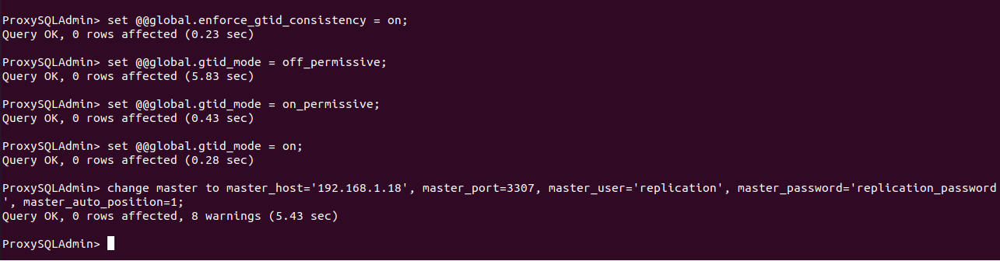 ProxySQLAdmin> set @@global.enforce_gtid_consistency = on;
Query OK, 0 rows affected (0.23 sec)
ProxySQLAdmin> set @@global.gtid_mode = off_permissive;
Query OK, 0 rows affected (5.83 sec)
ProxySQLAdmin> set @@global.gtid_mode = on_permissive;
Query OK, 0 rows affected (0.43 sec)
ProxySQLAdmin> set @@global.gtid_mode = on;
Query OK, 0 rows affected (0.28 sec)
ProxySQLAdmin> change master to master_host='192.168.1.18', master_port=3307, master_user='replication', master_password='replication_password
', master_auto_position=1;
Query OK, 0 rows affected, 8 warnings (5.43 sec)
ProxySQLAdmin>